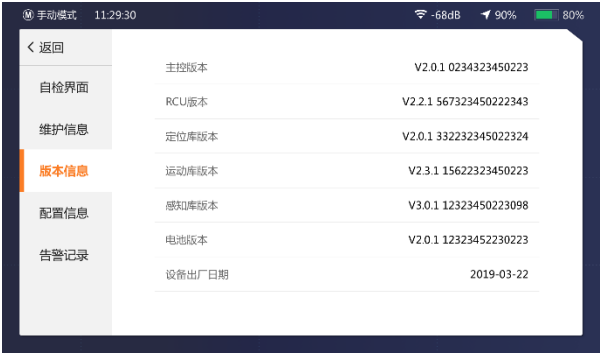 M 手动模式 11:29:30 -68dB 90% 80%
返回
自检界面
维护信息
版本信息
配置信息
告警记录
主控版本 V2.0.1 0234323450223
RCU版本 V2.2.1 567323450222343
定位库版本 V2.0.1 332232345022324
运动库版本 V2.3.1 15622323450223
感知库版本 V3.0.1 12323450223098
电池版本 V2.0.1 12323452230223
设备出厂日期 2019-03-22